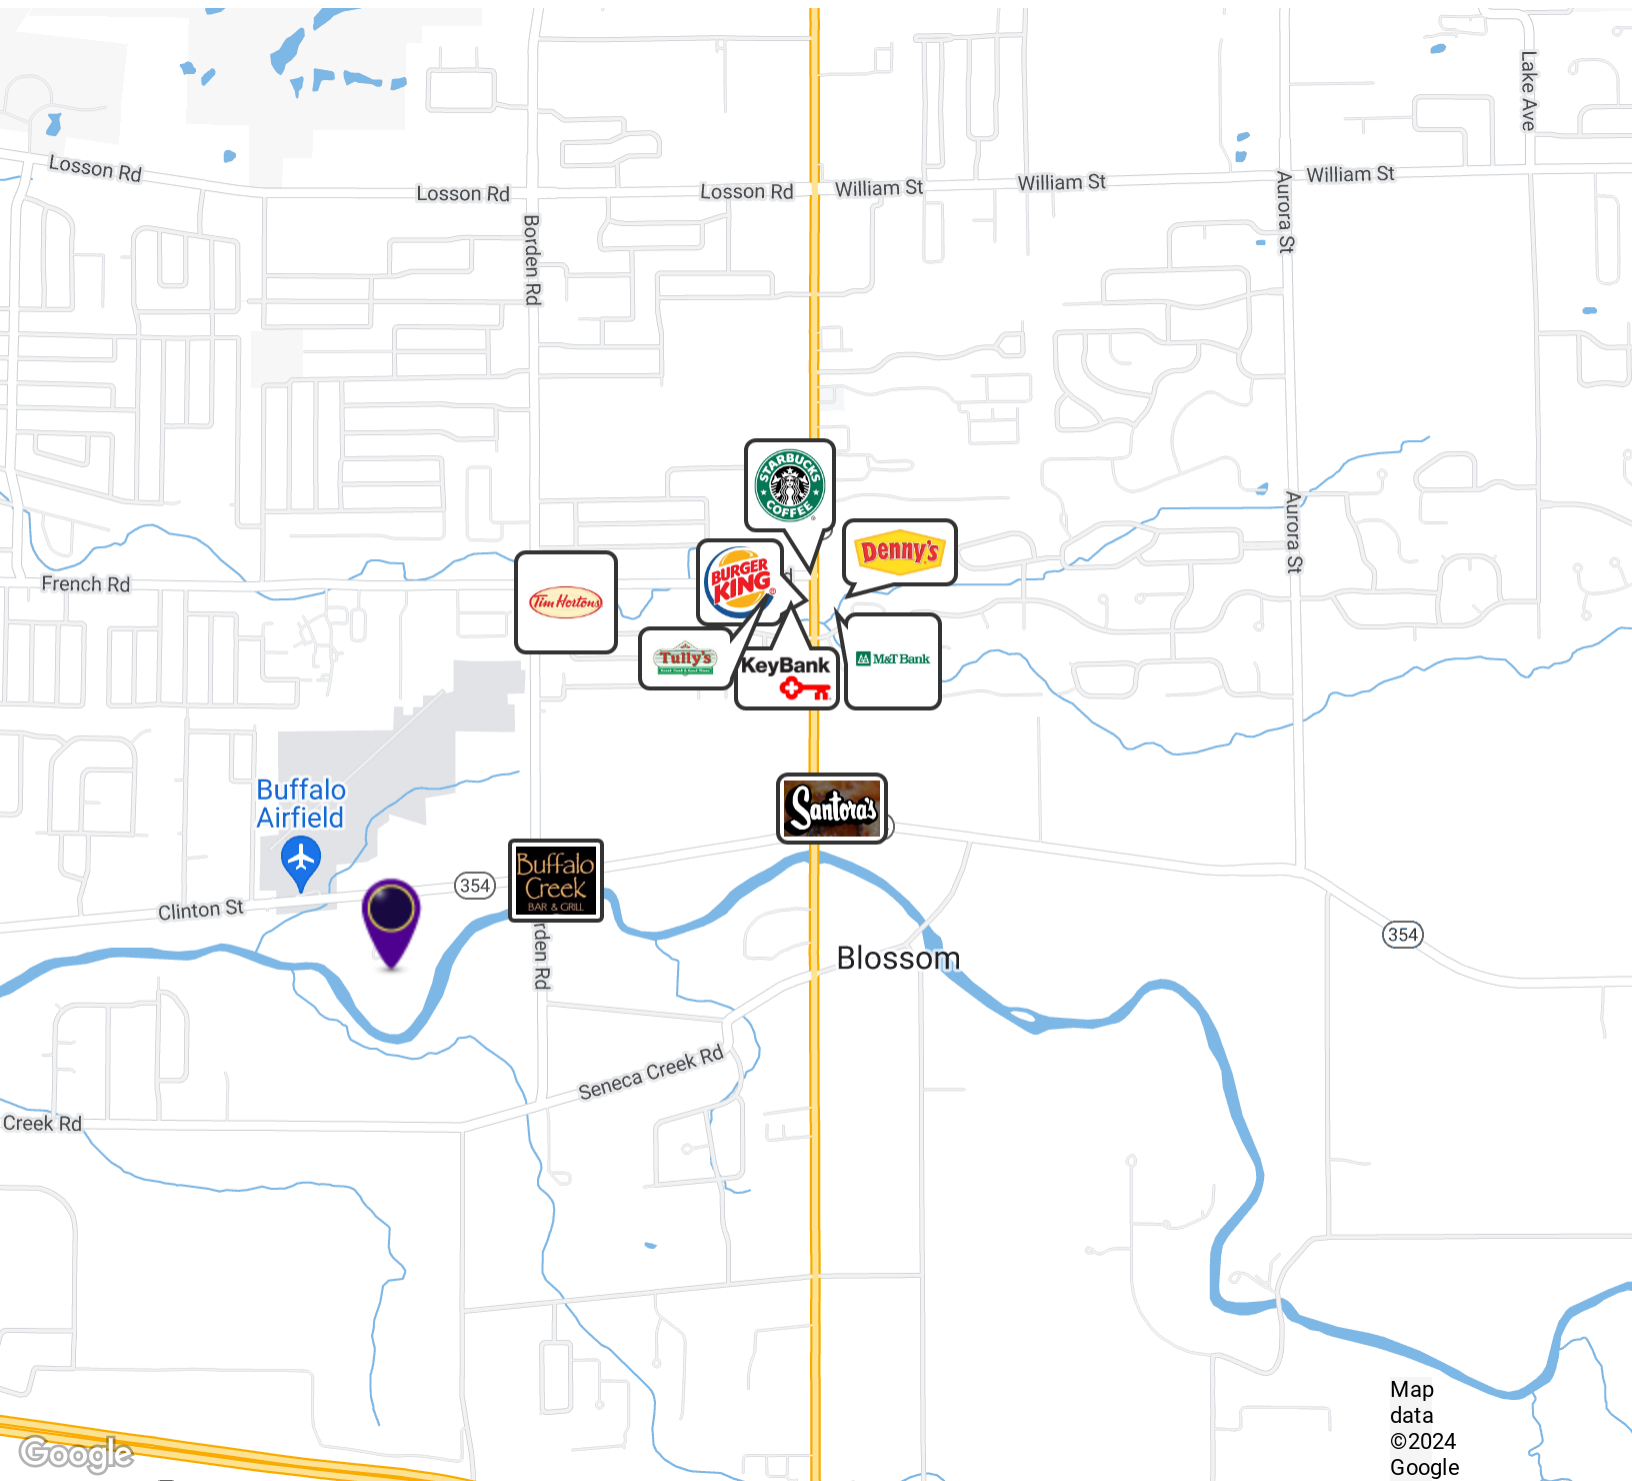 Lake Ave
Losson Rd
Losson Rd
Losson Rd
William St
William St
William St
Aurora St
Borden Rd
STARBUCKS
COFFEE
®
Denny's
Aurora St
French Rd
d
BURGER
KING
®
Tim Hortons
Tully's
KeyBank
M&T Bank
Buffalo
Airfield
Santora's
Buffalo
Creek
BAR & GRILL
354
Clinton St
rden Rd
354
Blossom
Seneca Creek Rd
Creek Rd
Map
data
©2024
Google
Google